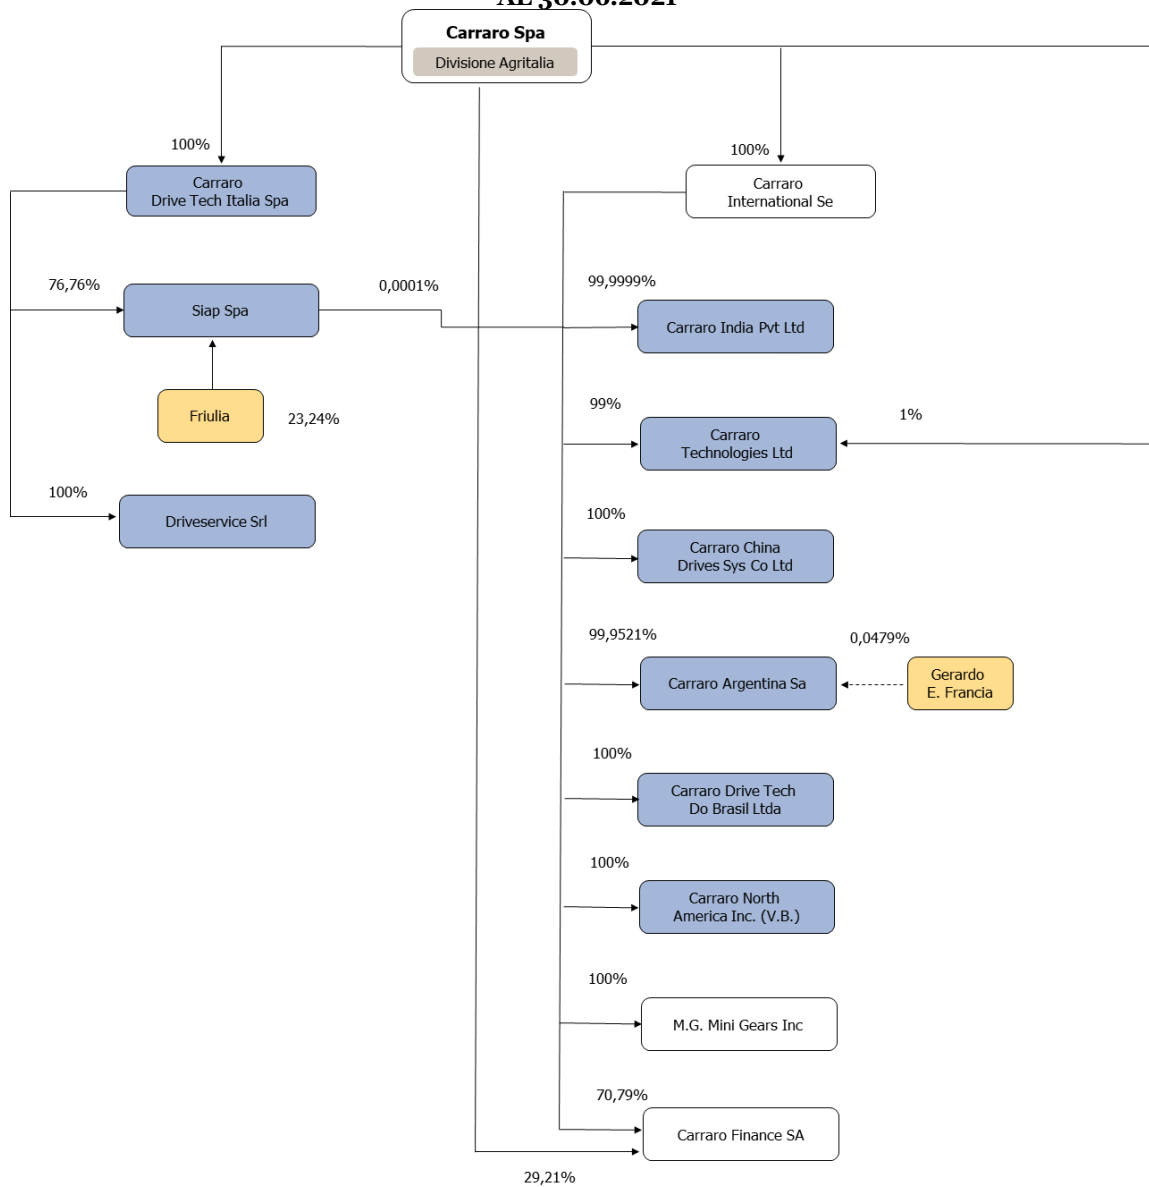 AL 30.06.2021
Carraro Spa
Divisione Agritalia
100%
100%
Carraro
Drive Tech Italia Spa
Carraro
International Se
76,76%
0,0001%
99,9999%
Siap Spa
Carraro India Pvt Ltd
Friulia
23,24%
99%
1%
Carraro
Technologies Ltd
100%
Driveservice Srl
100%
Carraro China
Drives Sys Co Ltd
99,9521%
0,0479%
Carraro Argentina Sa
Gerardo
E. Francia
100%
Carraro Drive Tech
Do Brasil Ltda
100%
Carraro North
America Inc. (V.B.)
100%
M.G. Mini Gears Inc
70,79%
Carraro Finance SA
29,21%